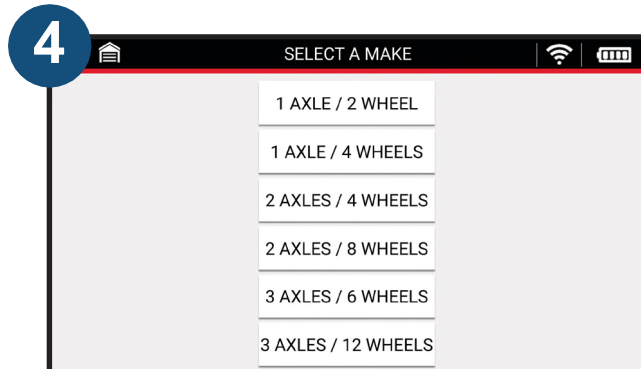 4
SELECT A MAKE
1 AXLE / 2 WHEEL
1 AXLE / 4 WHEELS
2 AXLES / 4 WHEELS
2 AXLES / 8 WHEELS
3 AXLES / 6 WHEELS
3 AXLES / 12 WHEELS